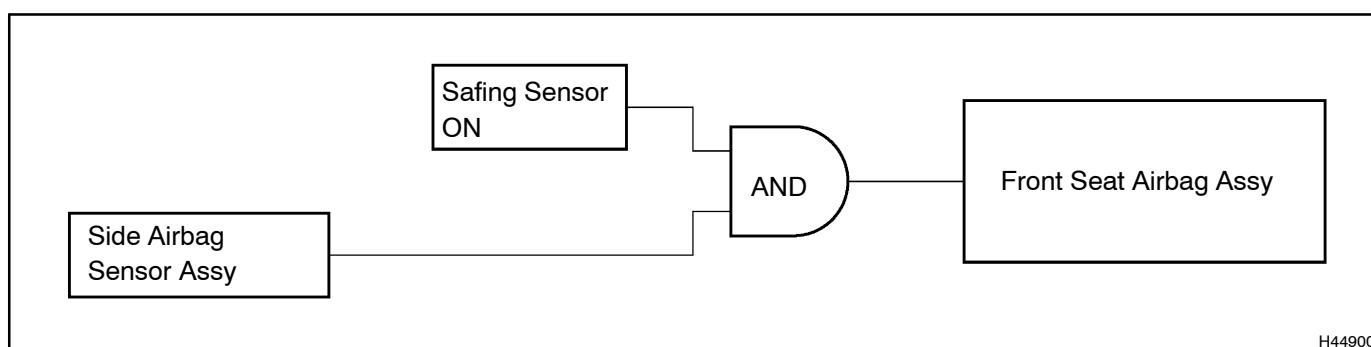 Safing Sensor
ON
AND
Front Seat Airbag Assy
Side Airbag
Sensor Assy
H44900